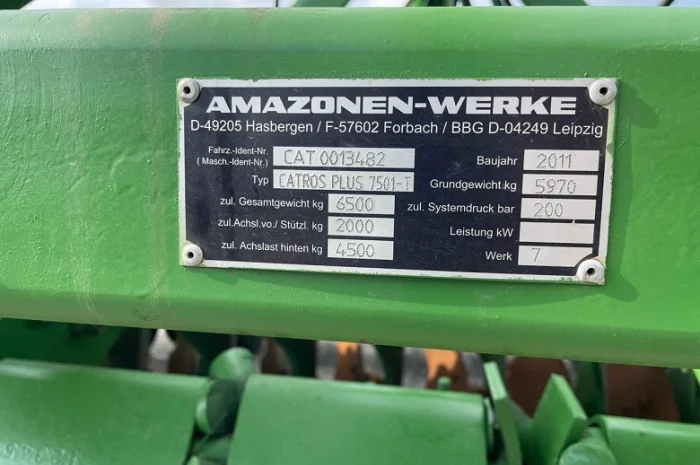 AMAZONEN-WERKE
D-49205 Hasbergen / F-57602 Forbach / BBG D-04249 Leipzig
Fahrz.-Ident-Nr. (Masch.-Ident-Nr.) CAT 0013482 Baujahr 2011
Typ CATROS PLUS 7501-T Grundgewicht kg 5970
zul. Gesamtgewicht kg 6500 zul. Systemdruck bar 200
zul.Achsl.vo./ Stützl. kg 2000 Leistung kW
zul. Achslast hinten kg 4500 Werk 7